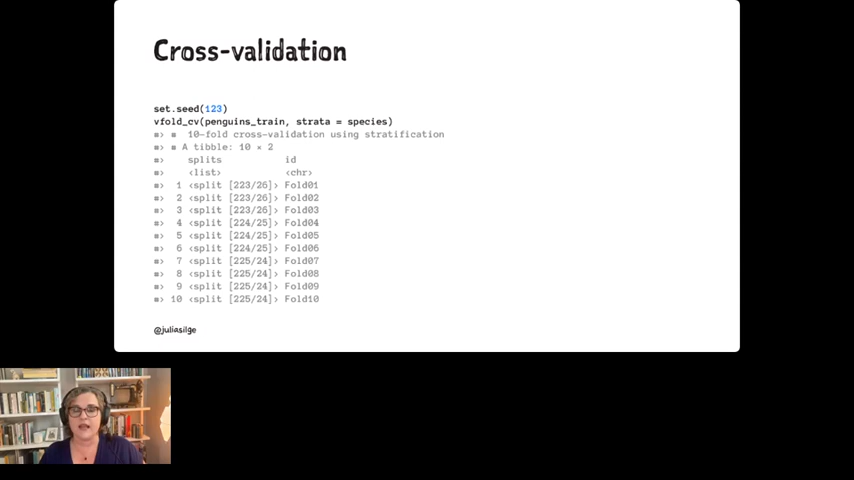 Cross-validation
set.seed(123)
vfold_cv(penguins_train, strata = species)
#> # 10-fold cross-validation using stratification
#> # A tibble: 10 × 2
#> splits id
#> <list> <chr>
#> 1 <split [223/26]> Fold01
#> 2 <split [223/26]> Fold02
#> 3 <split [223/26]> Fold03
#> 4 <split [224/25]> Fold04
#> 5 <split [224/25]> Fold05
#> 6 <split [224/25]> Fold06
#> 7 <split [225/24]> Fold07
#> 8 <split [225/24]> Fold08
#> 9 <split [225/24]> Fold09
#> 10 <split [225/24]> Fold10
@juliasilge